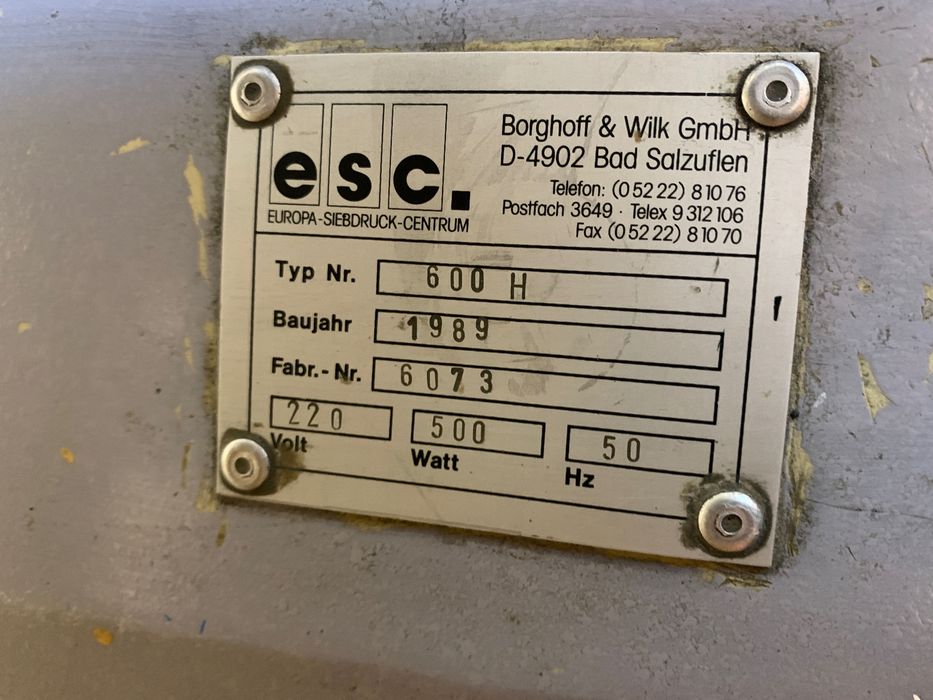 esc.
EUROPA-SIEBDRUCK-CENTRUM
Borghoff & Wilk GmbH
D-4902 Bad Salzuflen
Telefon: (0 52 22) 8 10 76
Postfach 3649 · Telex 9 312 106
Fax (0 52 22) 8 10 70
Typ Nr. 600 H
Baujahr 1989
Fabr.-Nr. 6073
220 500 50
Volt Watt Hz